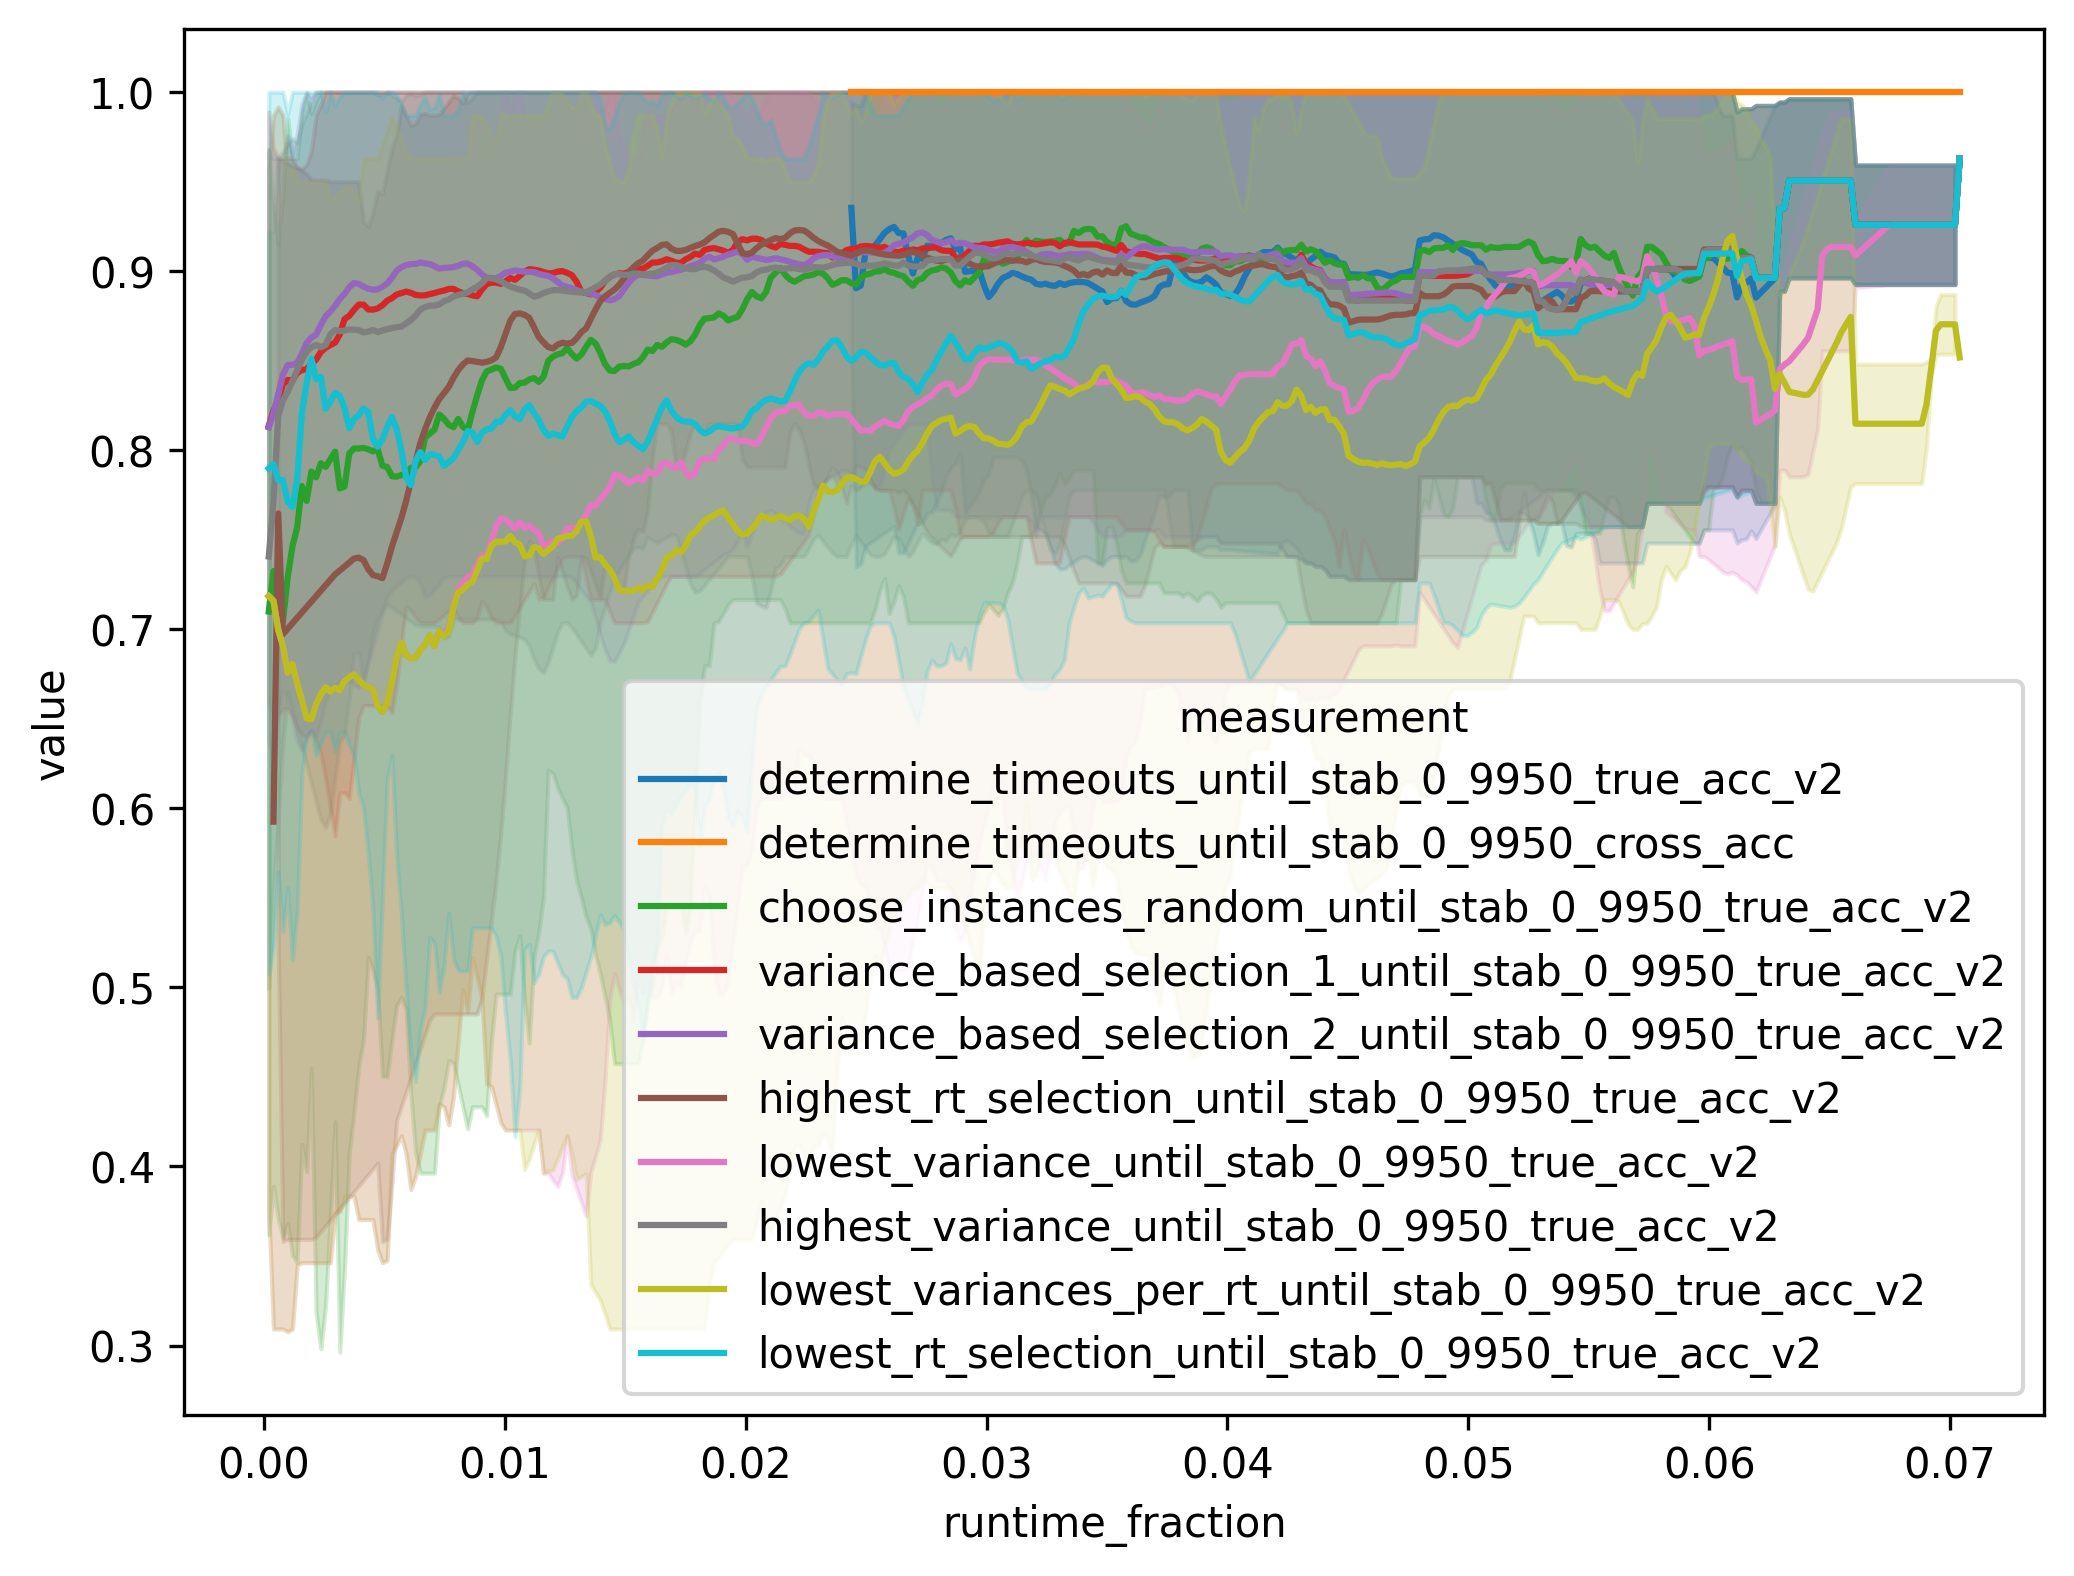 1.0
0.9
0.8
0.7
0.6
0.5
0.4
0.3
value
measurement
determine_timeouts_until_stab_0_9950_true_acc_v2
determine_timeouts_until_stab_0_9950_cross_acc
choose_instances_random_until_stab_0_9950_true_acc_v2
variance_based_selection_1_until_stab_0_9950_true_acc_v2
variance_based_selection_2_until_stab_0_9950_true_acc_v2
highest_rt_selection_until_stab_0_9950_true_acc_v2
lowest_variance_until_stab_0_9950_true_acc_v2
highest_variance_until_stab_0_9950_true_acc_v2
lowest_variances_per_rt_until_stab_0_9950_true_acc_v2
lowest_rt_selection_until_stab_0_9950_true_acc_v2
0.00 0.01 0.02 0.03 0.04 0.05 0.06 0.07
runtime_fraction